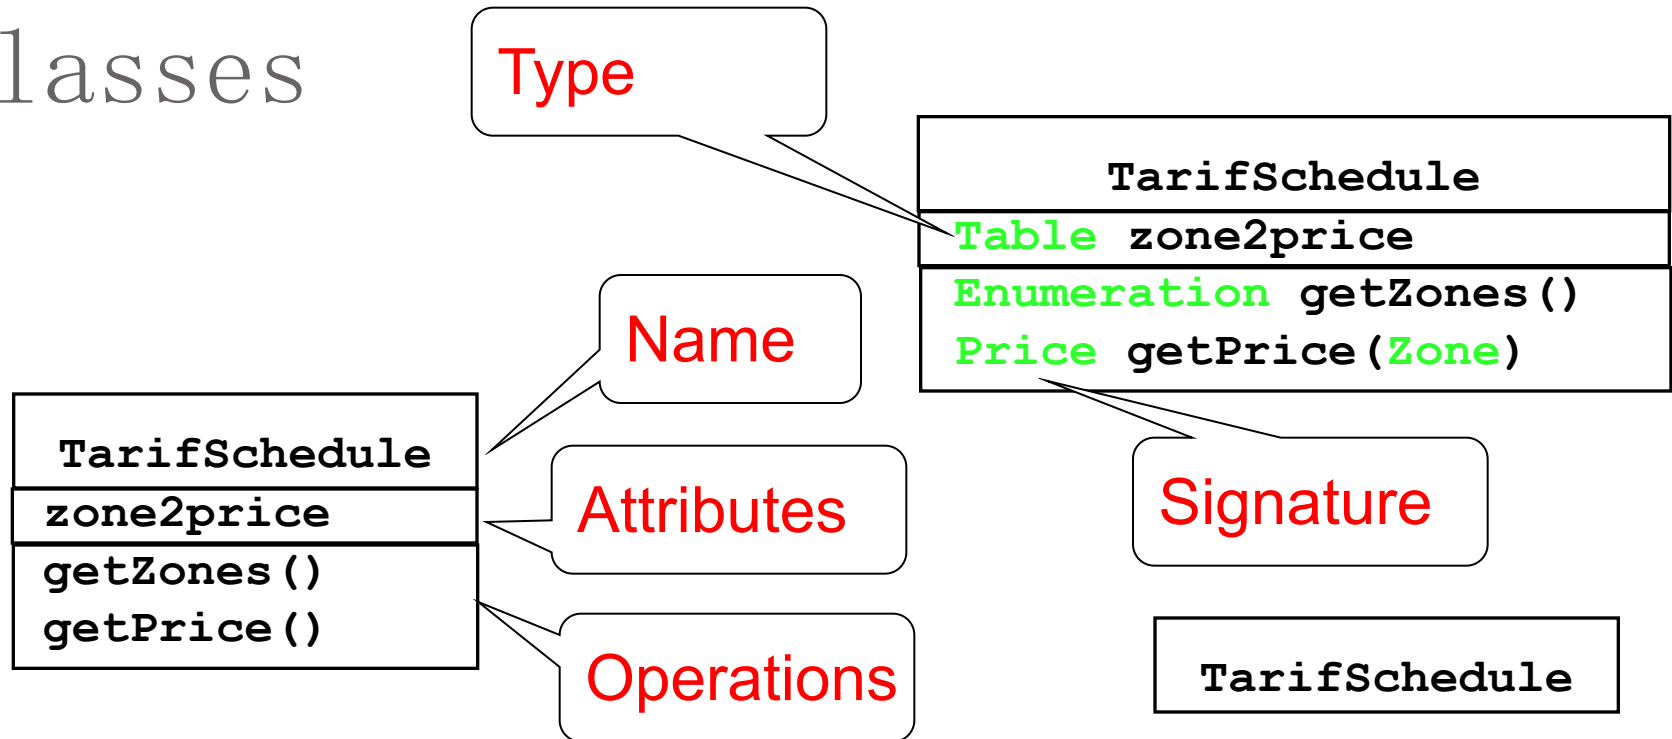 lasses
Type
TarifSchedule
Table zone2price
Enumeration getZones()
Price getPrice(Zone)
Name
TarifSchedule
zone2price
getZones()
getPrice()
Attributes
Signature
Operations
TarifSchedule